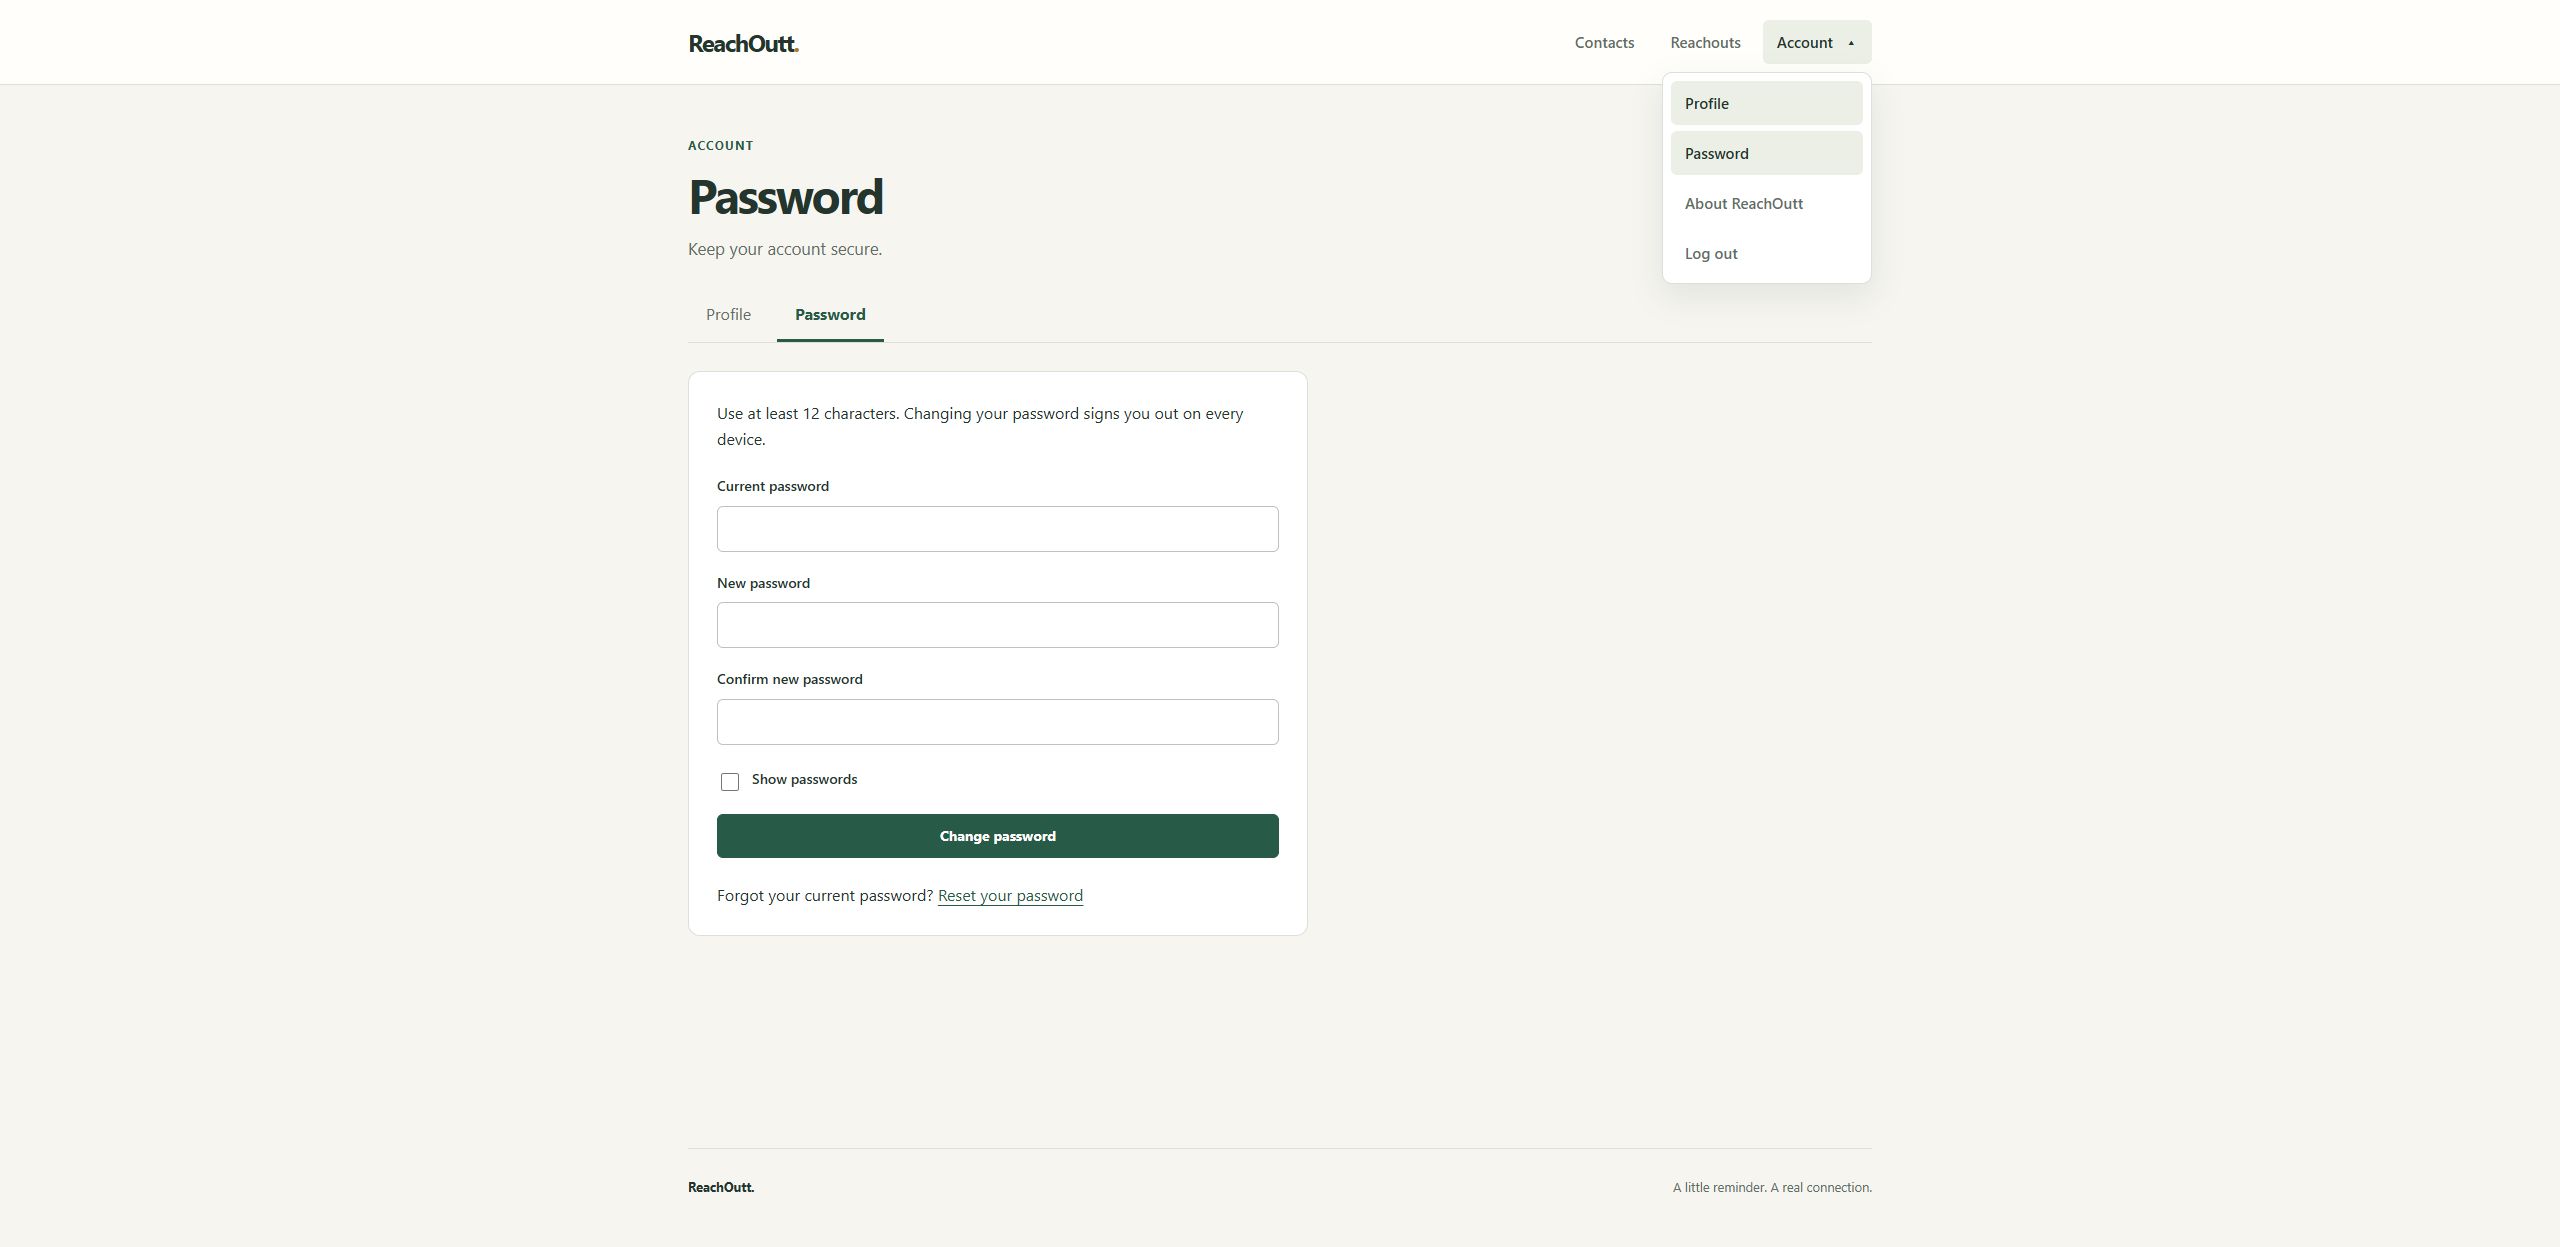 ReachOutt.
Contacts
Reachouts
Account ▲
Profile
Password
About ReachOutt
Log out
ACCOUNT
Password
Keep your account secure.
Profile
Password
Use at least 12 characters. Changing your password signs you out on every
device.
Current password
New password
Confirm new password
Show passwords
Change password
Forgot your current password? Reset your password
ReachOutt.
A little reminder. A real connection.